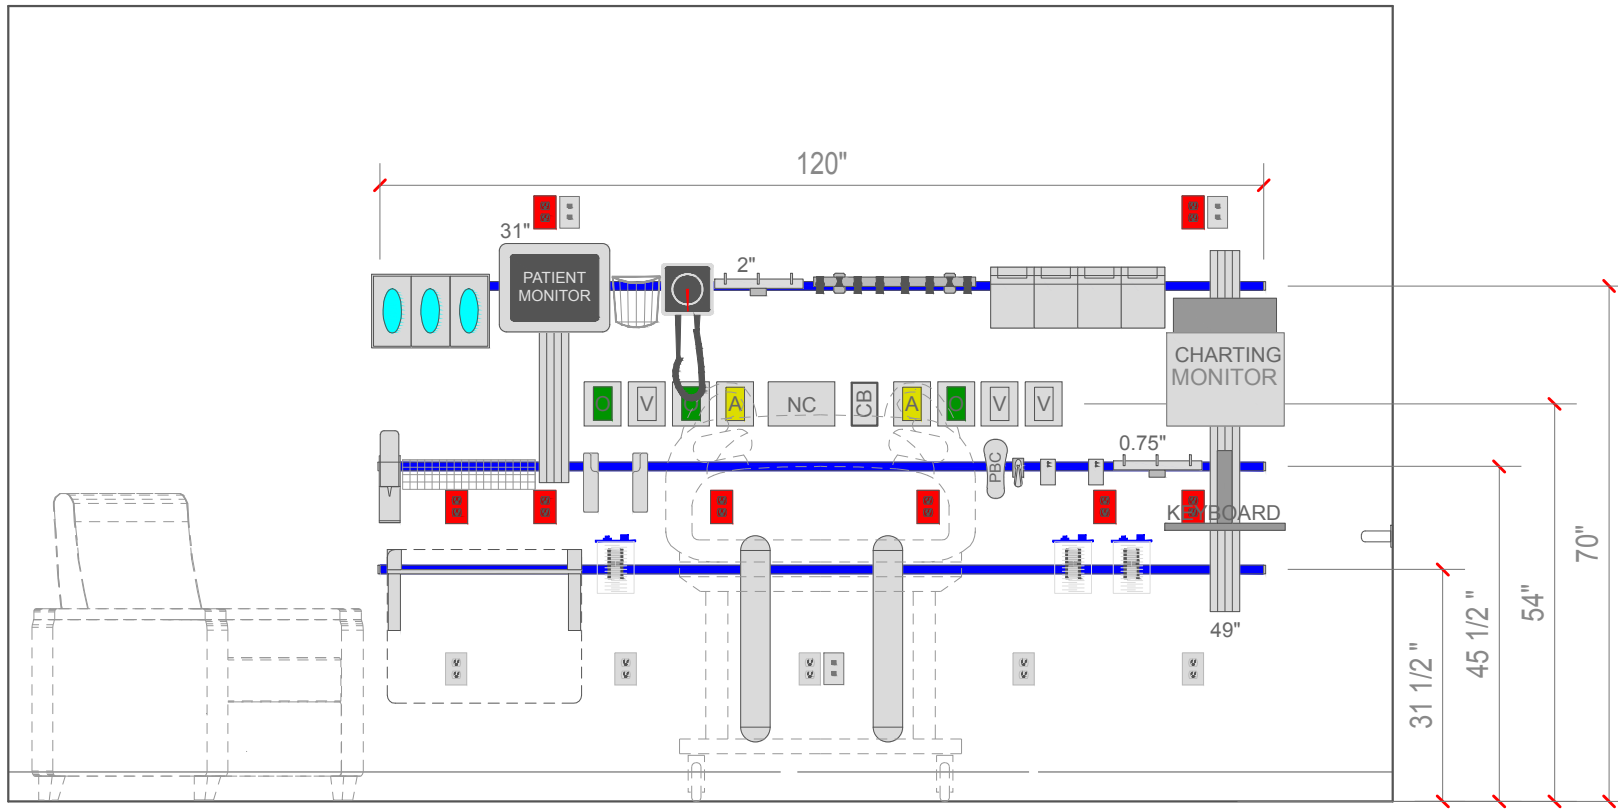 120"
31"
PATIENT
MONITOR
2"
CHARTING
MONITOR
O
V
O
A
NC
CB
A
O
V
V
0.75"
PBC
KEYBOARD
49"
31 1/2 "
45 1/2 "
54"
70"